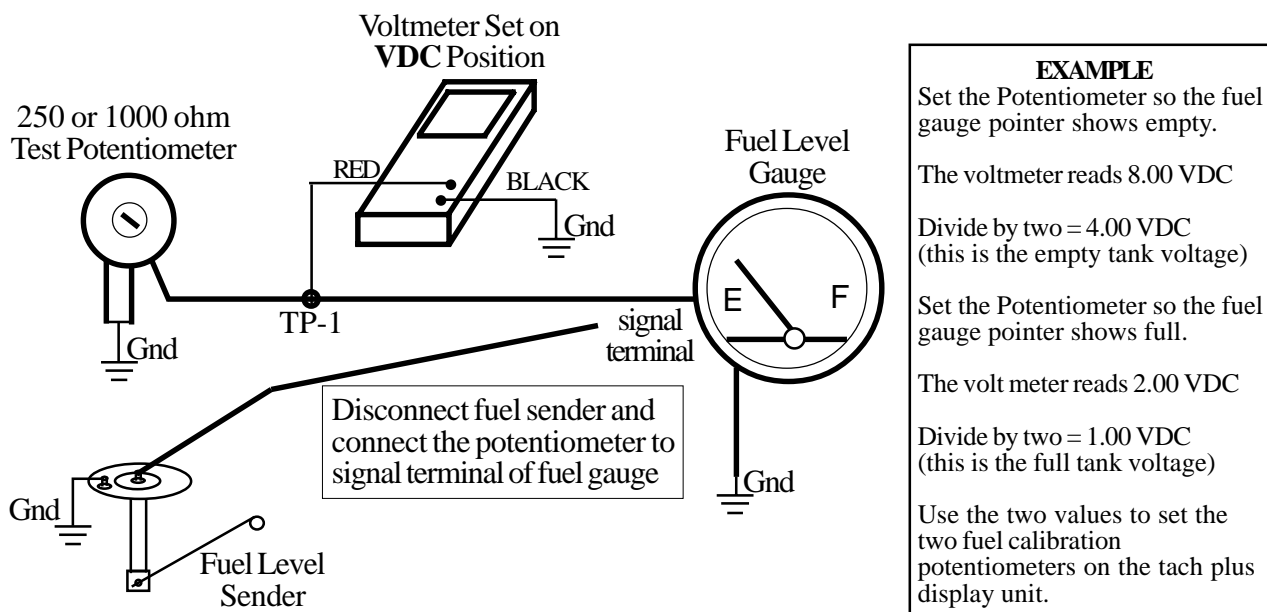 Voltmeter Set on
VDC Position
250 or 1000 ohm
Test Potentiometer
RED
BLACK
Gnd
Fuel Level
Gauge
E
F
TP-1
signal
terminal
Gnd
Disconnect fuel sender and
connect the potentiometer to
signal terminal of fuel gauge
Gnd
Gnd
Fuel Level
Sender
EXAMPLE
Set the Potentiometer so the fuel
gauge pointer shows empty.
The voltmeter reads 8.00 VDC
Divide by two = 4.00 VDC
(this is the empty tank voltage)
Set the Potentiometer so the fuel
gauge pointer shows full.
The volt meter reads 2.00 VDC
Divide by two = 1.00 VDC
(this is the full tank voltage)
Use the two values to set the
two fuel calibration
potentiometers on the tach plus
display unit.